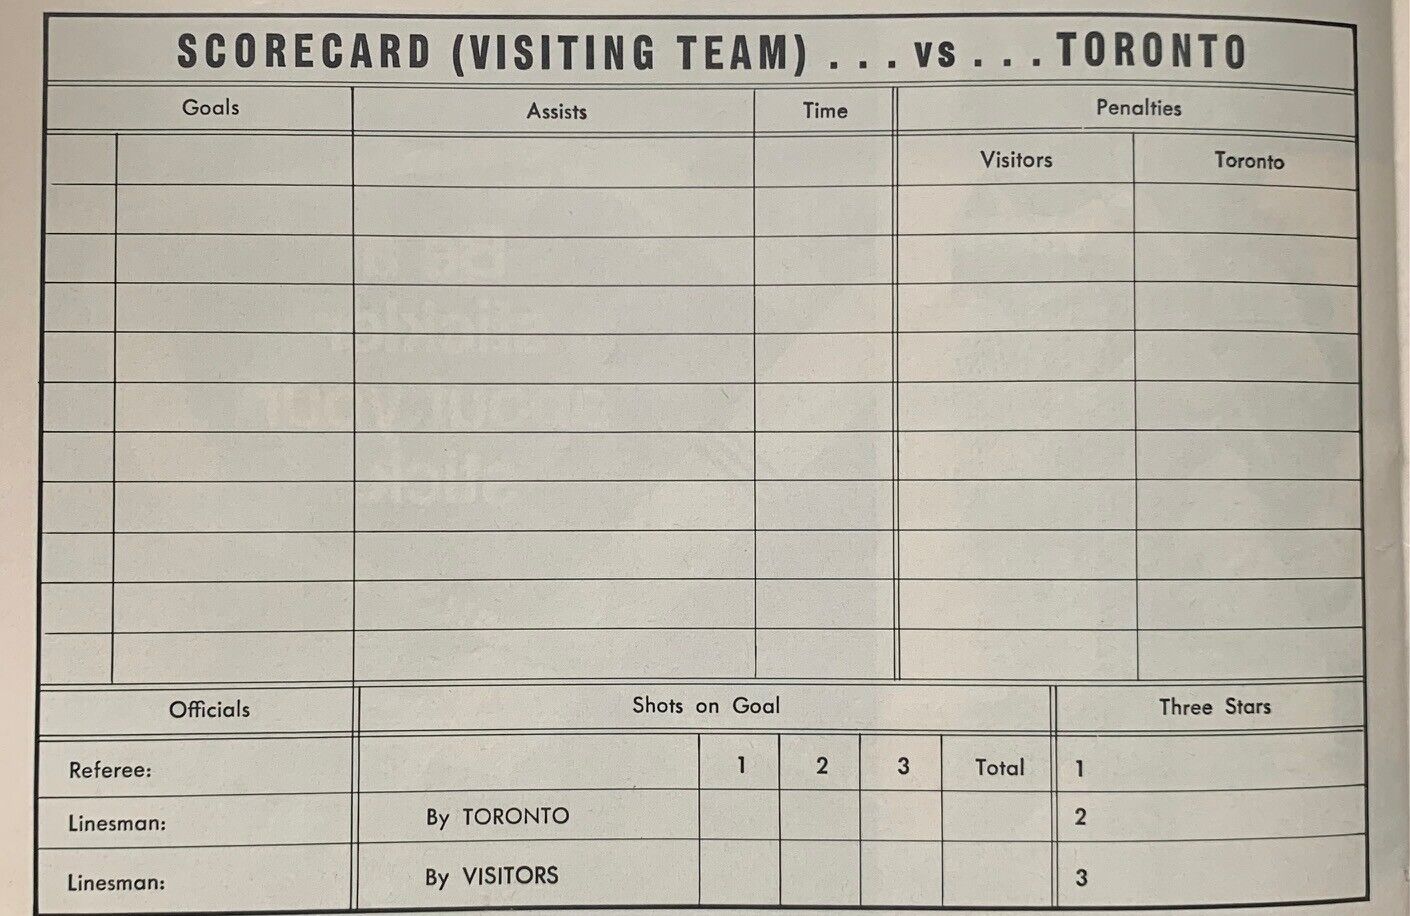 SCORECARD (VISITING TEAM) . . . vs . . . TORONTO
Goals Assists Time Penalties
Visitors Toronto
Officials Shots on Goal Three Stars
Referee: 1 2 3 Total 1
Linesman: By TORONTO 2
Linesman: By VISITORS 3